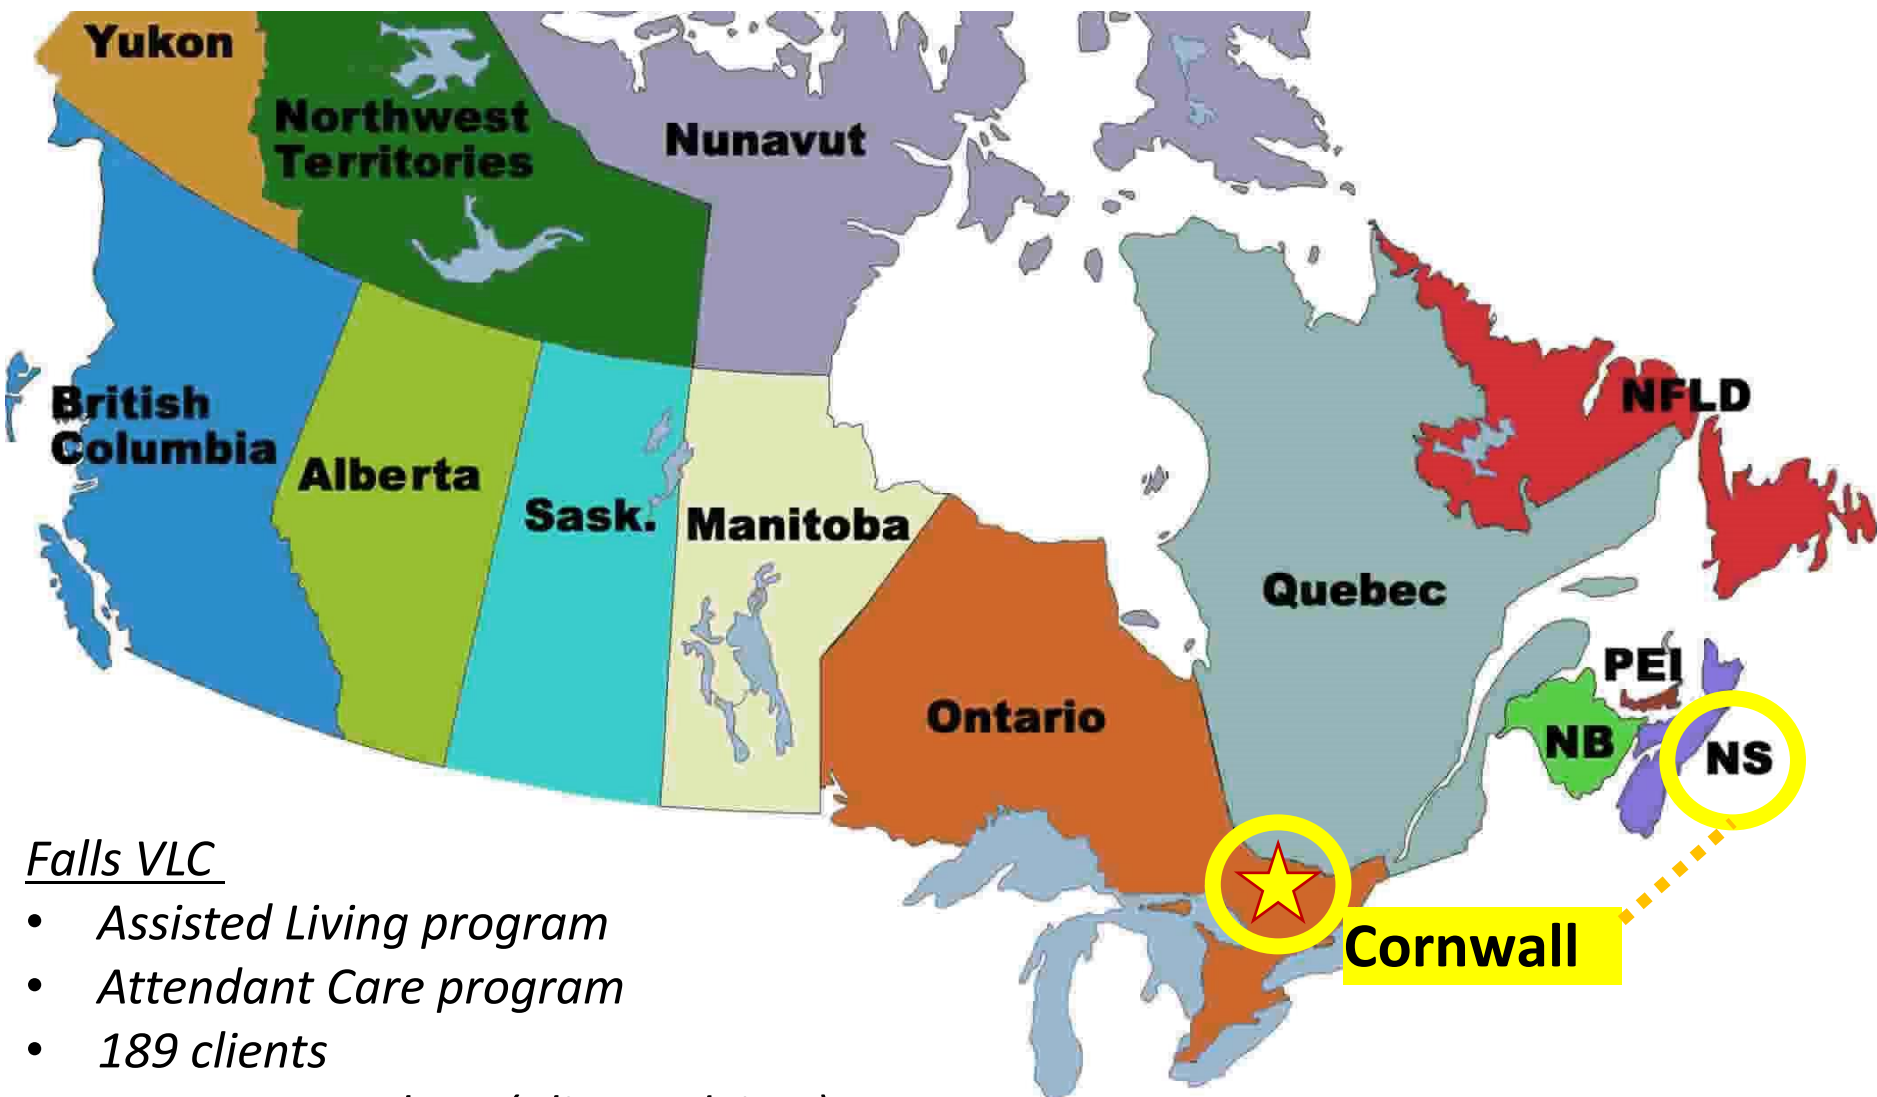 Yukon
Northwest
Territories
Nunavut
British
Columbia
Alberta
Sask.
Manitoba
Ontario
Quebec
NFLD
PEI
NB
NS
Cornwall
Falls VLC
• Assisted Living program
• Attendant Care program
• 189 clients